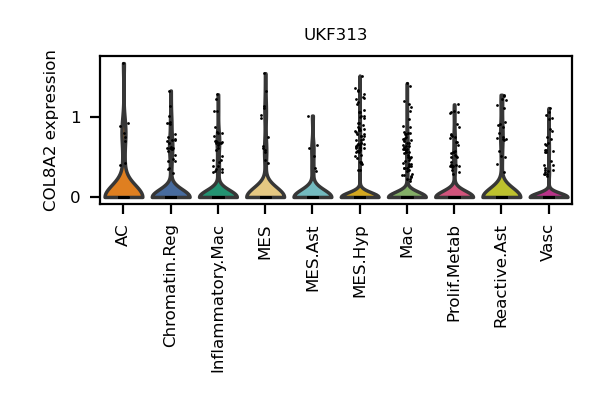 UKF313
COL8A2 expression
1
0
AC
Chromatin.Reg
Inflammatory.Mac
MES
MES.Ast
MES.Hyp
Mac
Prolif.Metab
Reactive.Ast
Vasc